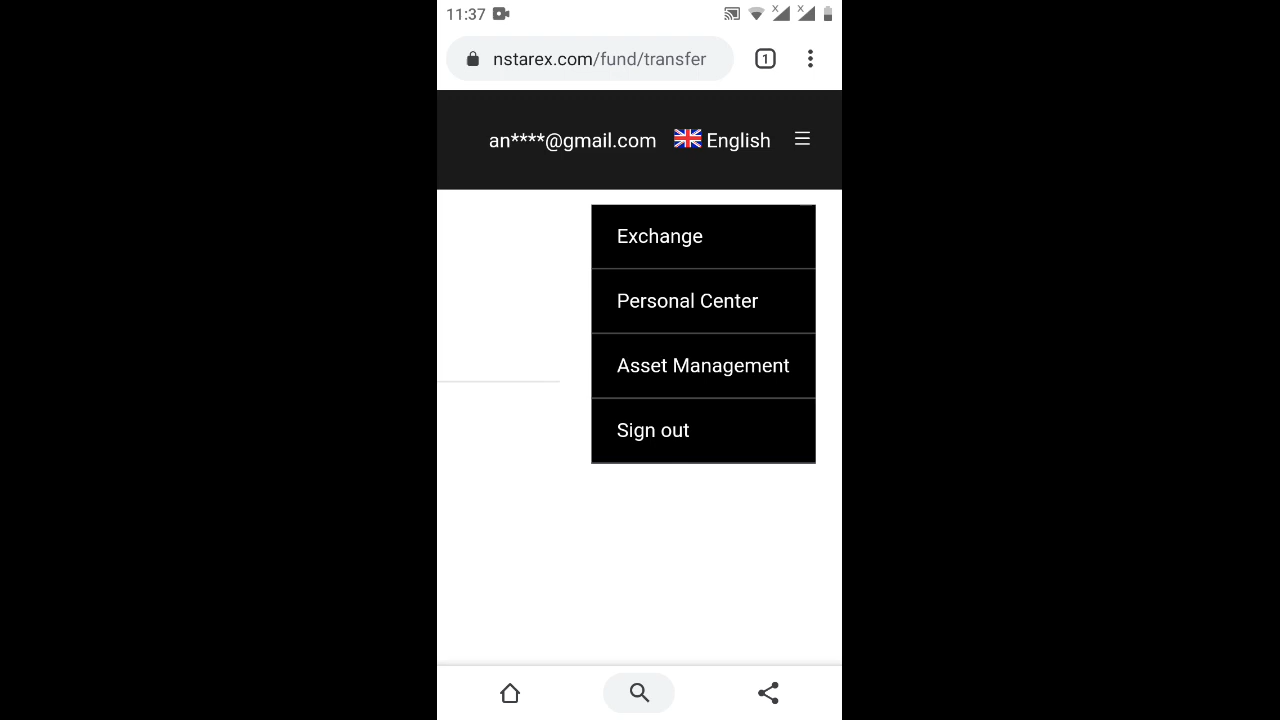 11:37
nstarex.com/fund/transfer
1
an****@gmail.com English
Exchange
Personal Center
Asset Management
Sign out